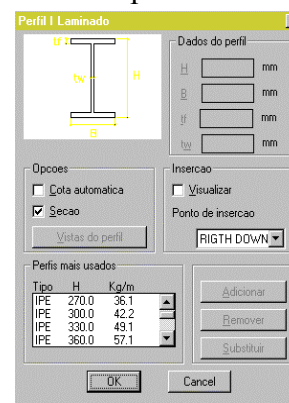 Perfil I Laminado
tf
tw
H
B
Dados do perfil
H mm
B mm
tf mm
tw mm
Opcoes
Cota automatica
Secao
Vistas do perfil
Insercao
Visualizar
Ponto de insercao
RIGTH DOWN
Perfis mais usados
Tipo H Kg/m
IPE 270.0 36.1
IPE 300.0 42.2
IPE 330.0 49.1
IPE 360.0 57.1
Adicionar
Remover
Substituir
OK Cancel